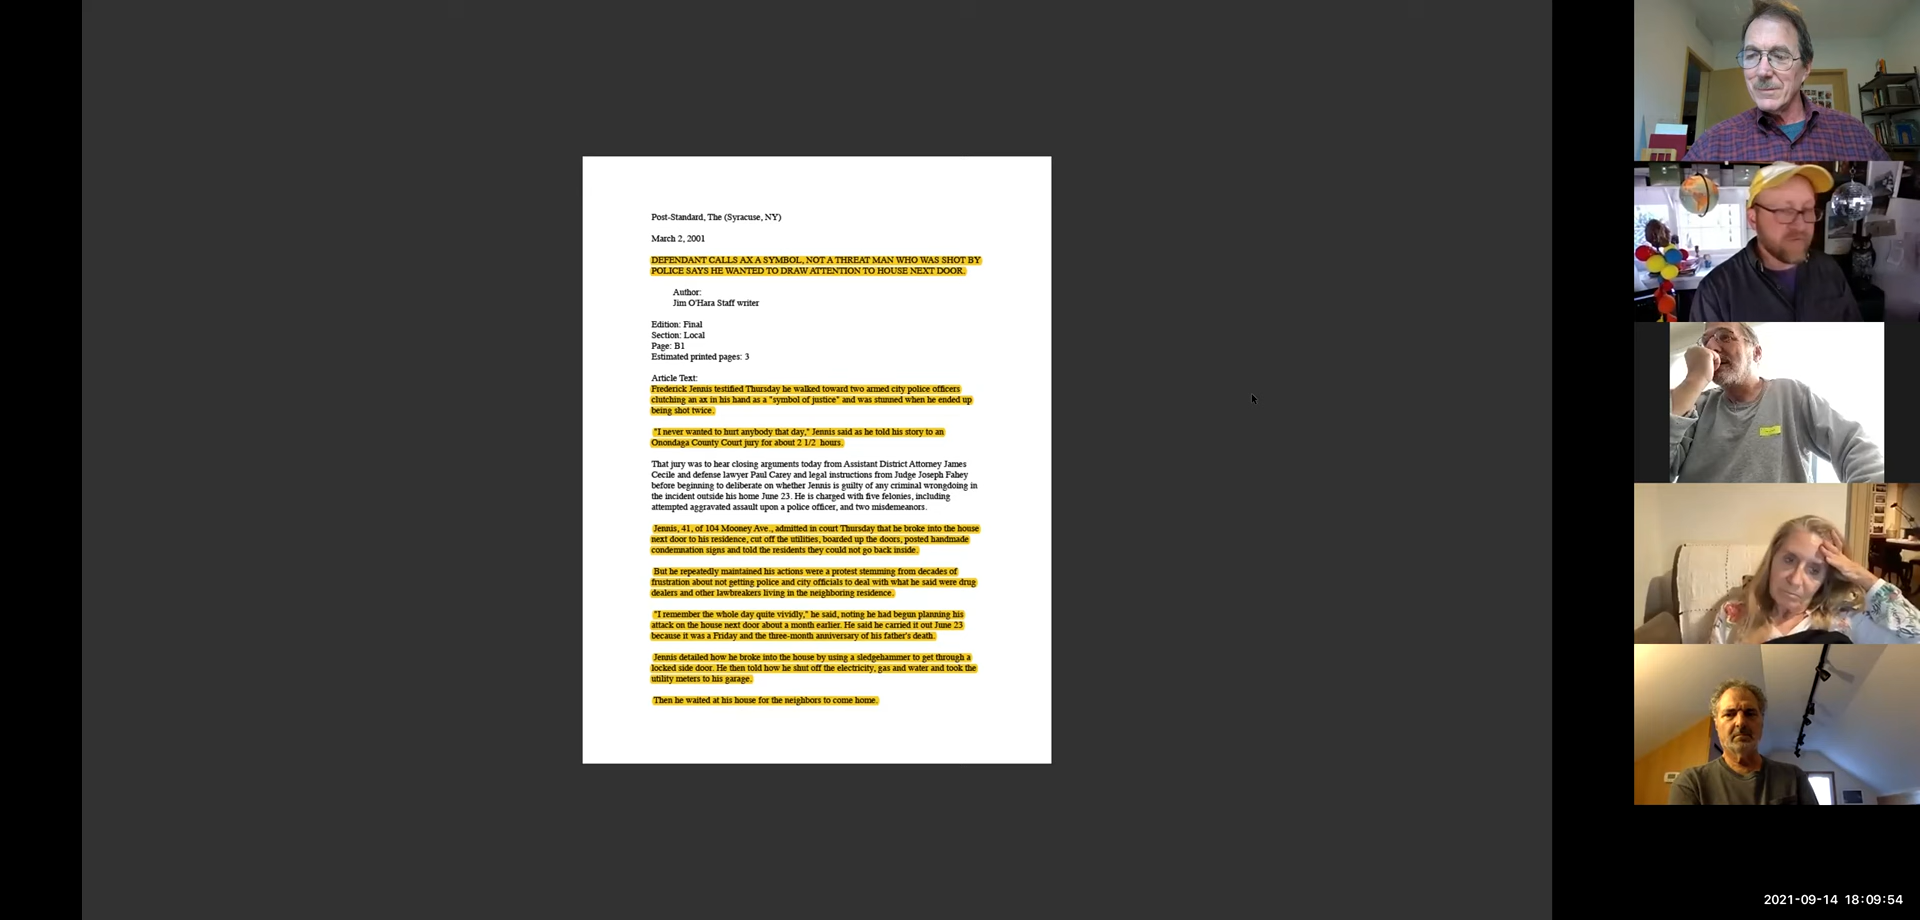 Post-Standard, The (Syracuse, NY)
March 2, 2001
DEFENDANT CALLS AX A SYMBOL, NOT A THREAT MAN WHO WAS SHOT BY
POLICE SAYS HE WANTED TO DRAW ATTENTION TO HOUSE NEXT DOOR.
Author:
Jim O'Hara Staff writer
Edition: Final
Section: Local
Page: B1
Estimated printed pages: 3
Article Text:
Frederick Jennis testified Thursday he walked toward two armed city police officers
clutching an ax in his hand as a "symbol of justice" and was stunned when he ended up
being shot twice.
"I never wanted to hurt anybody that day," Jennis said as he told his story to an
Onondaga County Court jury for about 2 1/2 hours.
That jury was to hear closing arguments today from Assistant District Attorney James
Cecile and defense lawyer Paul Carey and legal instructions from Judge Joseph Fahey
before beginning to deliberate on whether Jennis is guilty of any criminal wrongdoing in
the incident outside his home June 23. He is charged with five felonies, including
attempted aggravated assault upon a police officer, and two misdemeanors.
Jennis, 41, of 104 Mooney Ave., admitted in court Thursday that he broke into the house
next door to his residence, cut off the utilities, boarded up the doors, posted handmade
condemnation signs and told the residents they could not go back inside.
But he repeatedly maintained his actions were a protest stemming from decades of
frustration about not getting police and city officials to deal with what he said were drug
dealers and other lawbreakers living in the neighboring residence.
"I remember the whole day quite vividly," he said, noting he had begun planning his
attack on the house next door about a month earlier. He said he carried it out June 23
because it was a Friday and the three-month anniversary of his father's death.
Jennis detailed how he broke into the house by using a sledgehammer to get through a
locked side door. He then told how he shut off the electricity, gas and water and took the
utility meters to his garage.
Then he waited at his house for the neighbors to come home.
2021-09-14 18:09:54